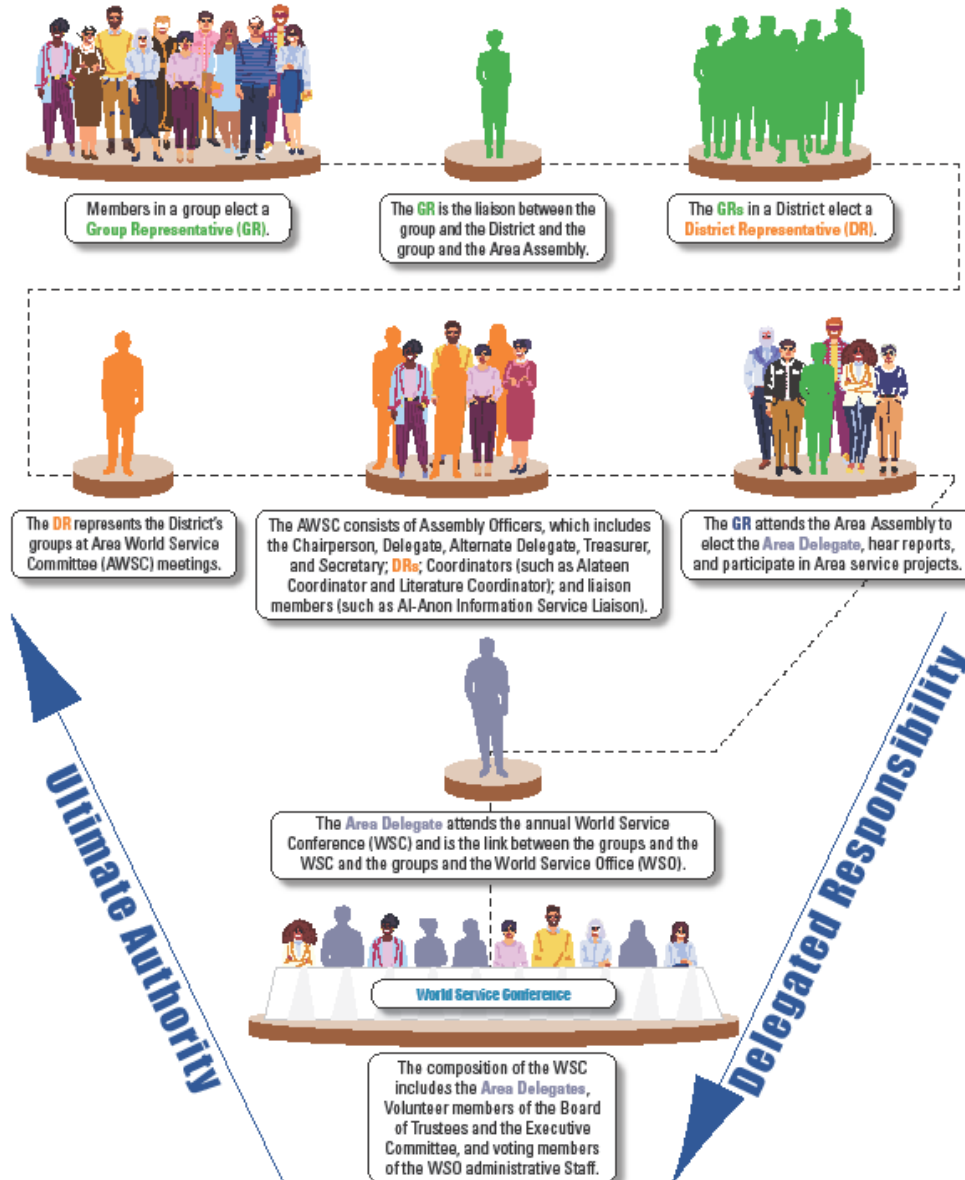 Members in a group elect a
Group Representative (GR).
The GR is the liaison between the
group and the District and the
group and the Area Assembly.
The GRs in a District elect a
District Representative (DR).
The DR represents the District's
groups at Area World Service
Committee (AWSC) meetings.
The AWSC consists of Assembly Officers, which includes
the Chairperson, Delegate, Alternate Delegate, Treasurer,
and Secretary; DRs; Coordinators (such as Alateen
Coordinator and Literature Coordinator); and liaison
members (such as Al-Anon Information Service Liaison).
The GR attends the Area Assembly to
elect the Area Delegate, hear reports,
and participate in Area service projects.
Ultimate Authority
Delegated Responsibility
The Area Delegate attends the annual World Service
Conference (WSC) and is the link between the groups and the
WSC and the groups and the World Service Office (WSO).
World Service Conference
The composition of the WSC
includes the Area Delegates,
Volunteer members of the Board
of Trustees and the Executive
Committee, and voting members
of the WSO administrative Staff.